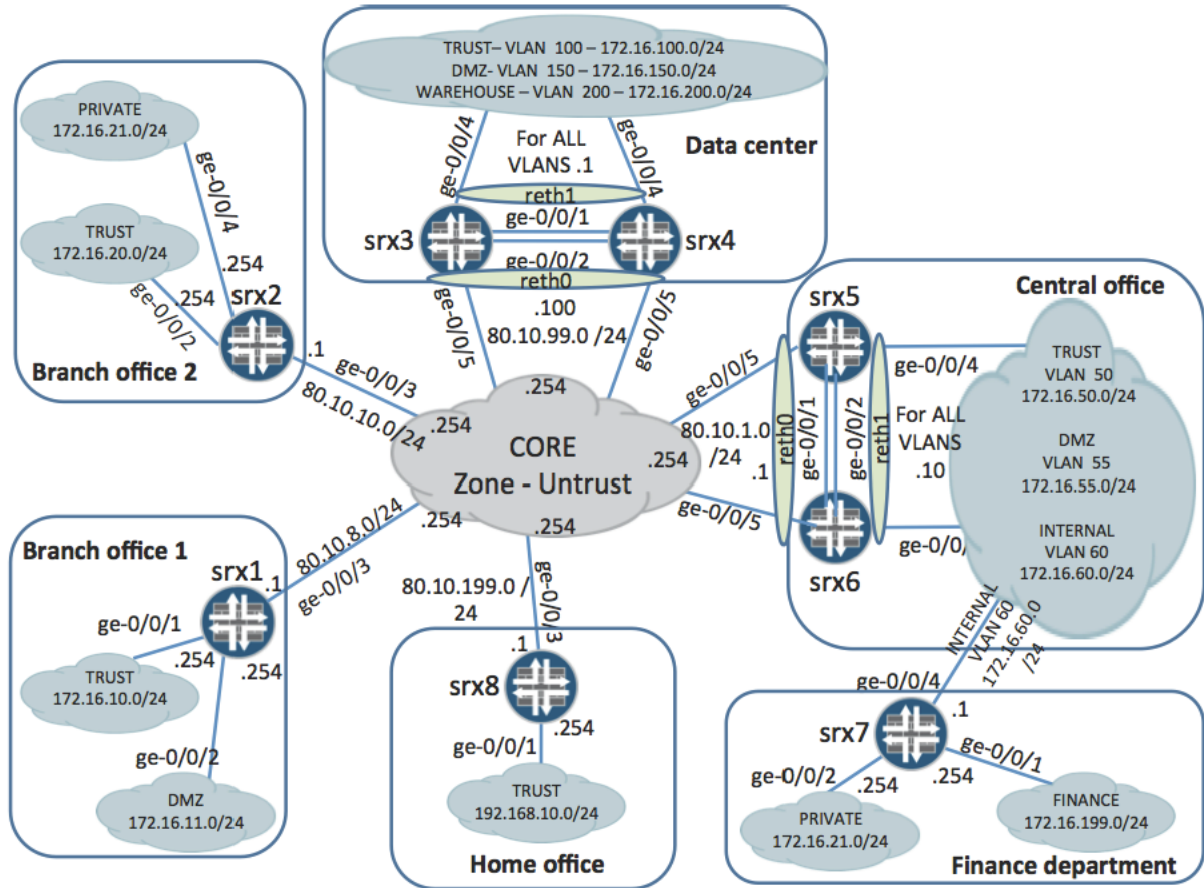 TRUST– VLAN 100 – 172.16.100.0/24
DMZ- VLAN 150 – 172.16.150.0/24
WAREHOUSE – VLAN 200 – 172.16.200.0/24
ge-0/0/4
For ALL
VLANS .1
ge-0/0/4
Data center
reth1
ge-0/0/1
srx3
srx4
ge-0/0/2
reth0
.100
80.10.99.0 /24
ge-0/0/5
ge-0/0/5
PRIVATE
172.16.21.0/24
ge-0/0/4
TRUST
172.16.20.0/24
.254
.254
srx2
ge-0/0/2
.1
Branch office 2
ge-0/0/3
80.10.10.0/24
.254
.254
CORE
Zone - Untrust
.254
.254
.254
srx5
Central office
ge-0/0/5
ge-0/0/4
80.10.1.0
/24
.1
reth0
ge-0/0/1
ge-0/0/2
reth1
For ALL
VLANS
.10
TRUST
VLAN 50
172.16.50.0/24
DMZ
VLAN 55
172.16.55.0/24
INTERNAL
VLAN 60
172.16.60.0/24
ge-0/0/5
ge-0/0/
srx6
Branch office 1
srx1
.1
80.10.8.0/24
ge-0/0/3
ge-0/0/1
.254
.254
TRUST
172.16.10.0/24
ge-0/0/2
DMZ
172.16.11.0/24
80.10.199.0 /
24
ge-0/0/3
.1
srx8
.254
ge-0/0/1
TRUST
192.168.10.0/24
Home office
INTERNAL
VLAN 60
172.16.60.0
/24
ge-0/0/4
.1
srx7
ge-0/0/2
.254
.254
ge-0/0/1
PRIVATE
172.16.21.0/24
FINANCE
172.16.199.0/24
Finance department